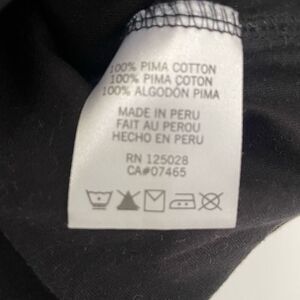 100% PIMA COTTON
100% PIMA COTON
100% ALGODÓN PIMA
MADE IN PERU
FAIT AU PEROU
HECHO EN PERU
RN 125028
CA#07465